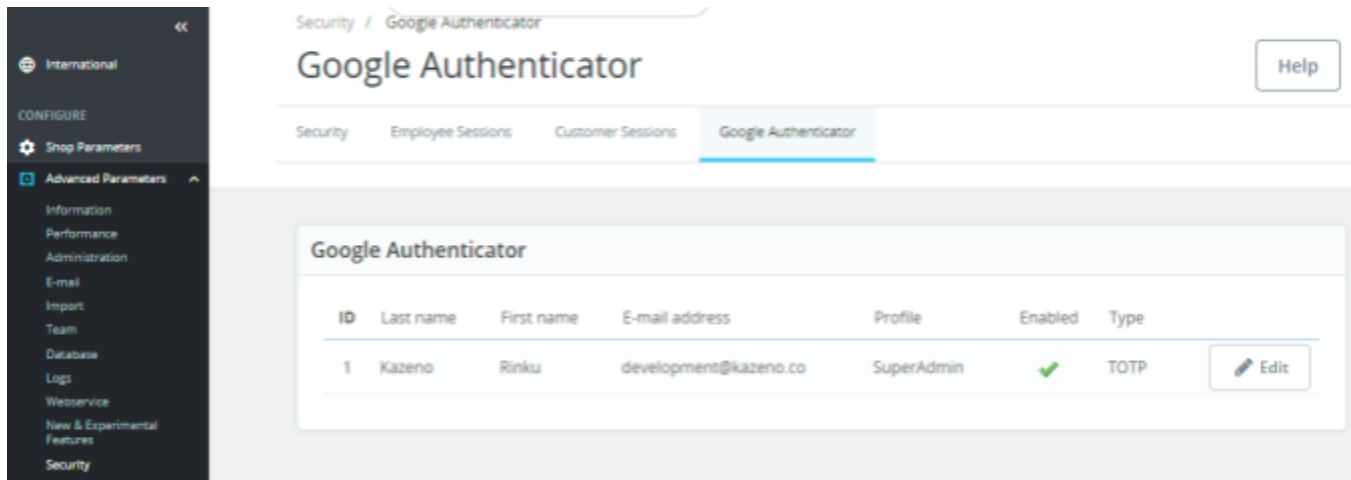 «
International
CONFIGURE
Shop Parameters
Advanced Parameters
Information
Performance
Administration
E-mail
Import
Team
Database
Logs
Webservice
New & Experimental
Features
Security
Security / Google Authenticator
Google Authenticator
Help
Security Employee Sessions Customer Sessions Google Authenticator
Google Authenticator
ID Last name First name E-mail address Profile Enabled Type
1 Kazeno Rinku development@kazeno.co SuperAdmin TOTP Edit